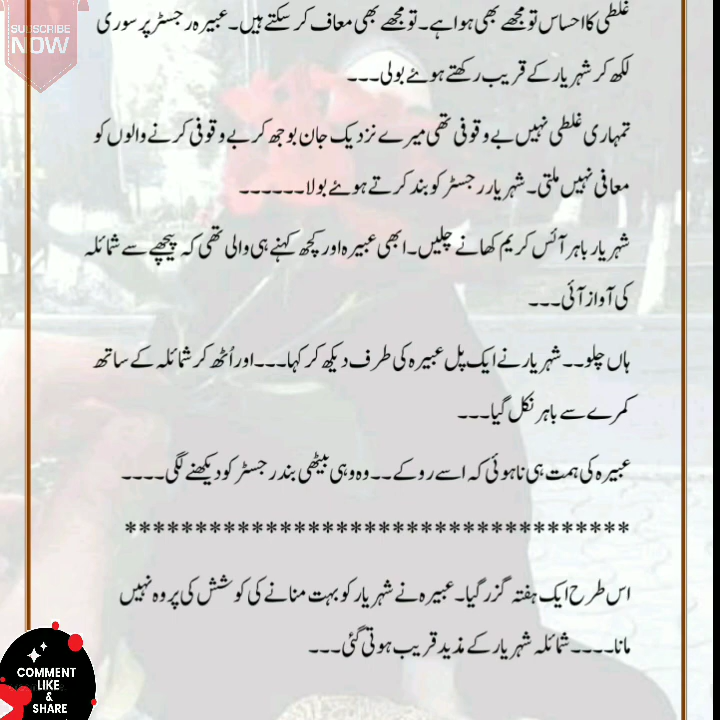 غلطی کا احساس تو مجھے بھی ہوا ہے۔ تو مجھے بھی معاف کر سکتے ہیں۔ عبیرہ رجسٹر پر سوری
SUBSCRIBE
NOW
لکھ کر شہریار کے قریب رکھتے ہوئے بولی۔۔۔
تمہاری غلطی نہیں بے وقوفی تھی میرے نزدیک جان بوجھ کر بے وقوفی کرنے والوں کو
معافی نہیں ملتی۔ شہریار رجسٹر کو بند کرتے ہوئے بولا۔۔۔۔۔۔
شہریار باہر آئس کریم کھانے چلیں۔ ابھی عبیرہ اور کچھ کہنے ہی والی تھی کہ پیچھے سے شمائلہ
کی آواز آئی۔۔۔
ہاں چلو۔۔ شہریار نے ایک پل عبیرہ کی طرف دیکھ کر کہا۔۔۔ اور اُٹھ کر شمائلہ کے ساتھ
کمرے سے باہر نکل گیا۔۔۔
عبیرہ کی ہمت ہی نا ہوئی کہ اسے روکے۔۔ وہ وہی بیٹھی بند رجسٹر کو دیکھنے لگی۔۔۔۔
************************************
اس طرح ایک ہفتہ گزر گیا۔ عبیرہ نے شہریار کو بہت منانے کی کوشش کی پر وہ نہیں
مانا۔۔۔۔ شمائلہ شہریار کے مذید قریب ہوتی گئی۔۔۔
COMMENT
LIKE
&
SHARE